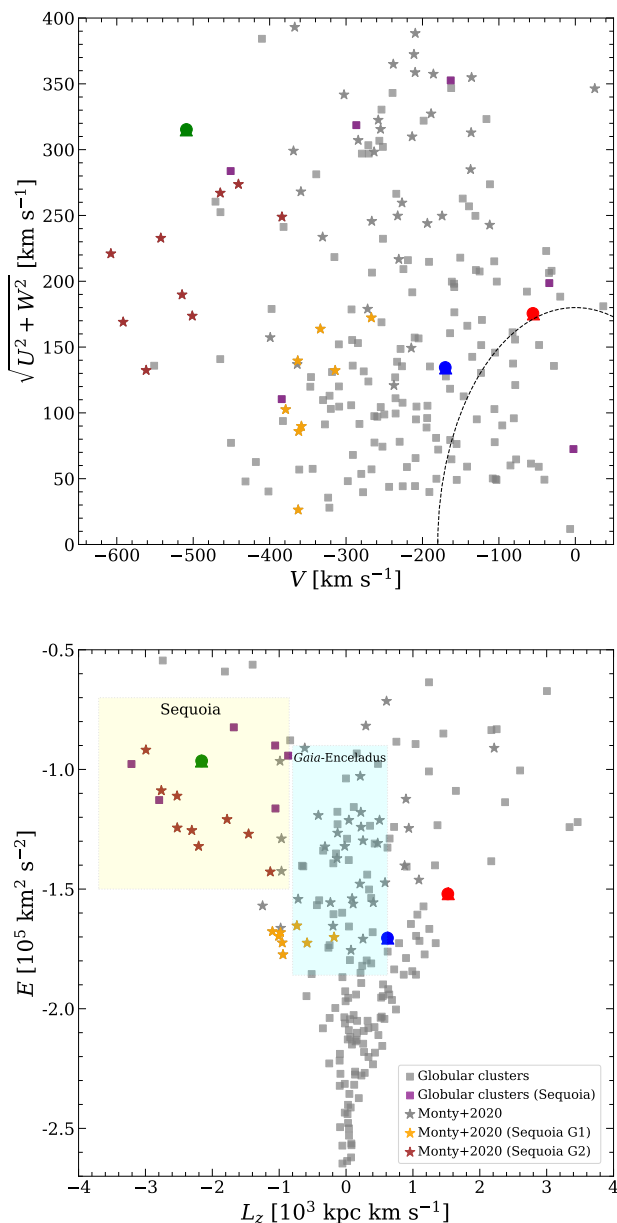 400
350
300
250
200
150
100
50
0
√U² + W² [km s⁻¹]
−600 −500 −400 −300 −200 −100 0
V [km s⁻¹]
-0.5
-1.0
-1.5
-2.0
-2.5
E [10⁵ km² s⁻²]
Sequoia
Gaia-Enceladus
Globular clusters
Globular clusters (Sequoia)
Monty+2020
Monty+2020 (Sequoia G1)
Monty+2020 (Sequoia G2)
−4 −3 −2 −1 0 1 2 3 4
L_z [10³ kpc km s⁻¹]